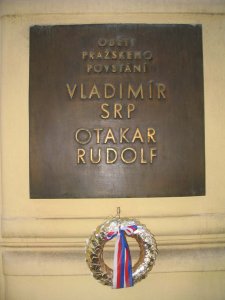 OBĚTI
PRAŽSKÉHO
POVSTÁNÍ
VLADIMÍR
SRP
OTAKAR
RUDOLF